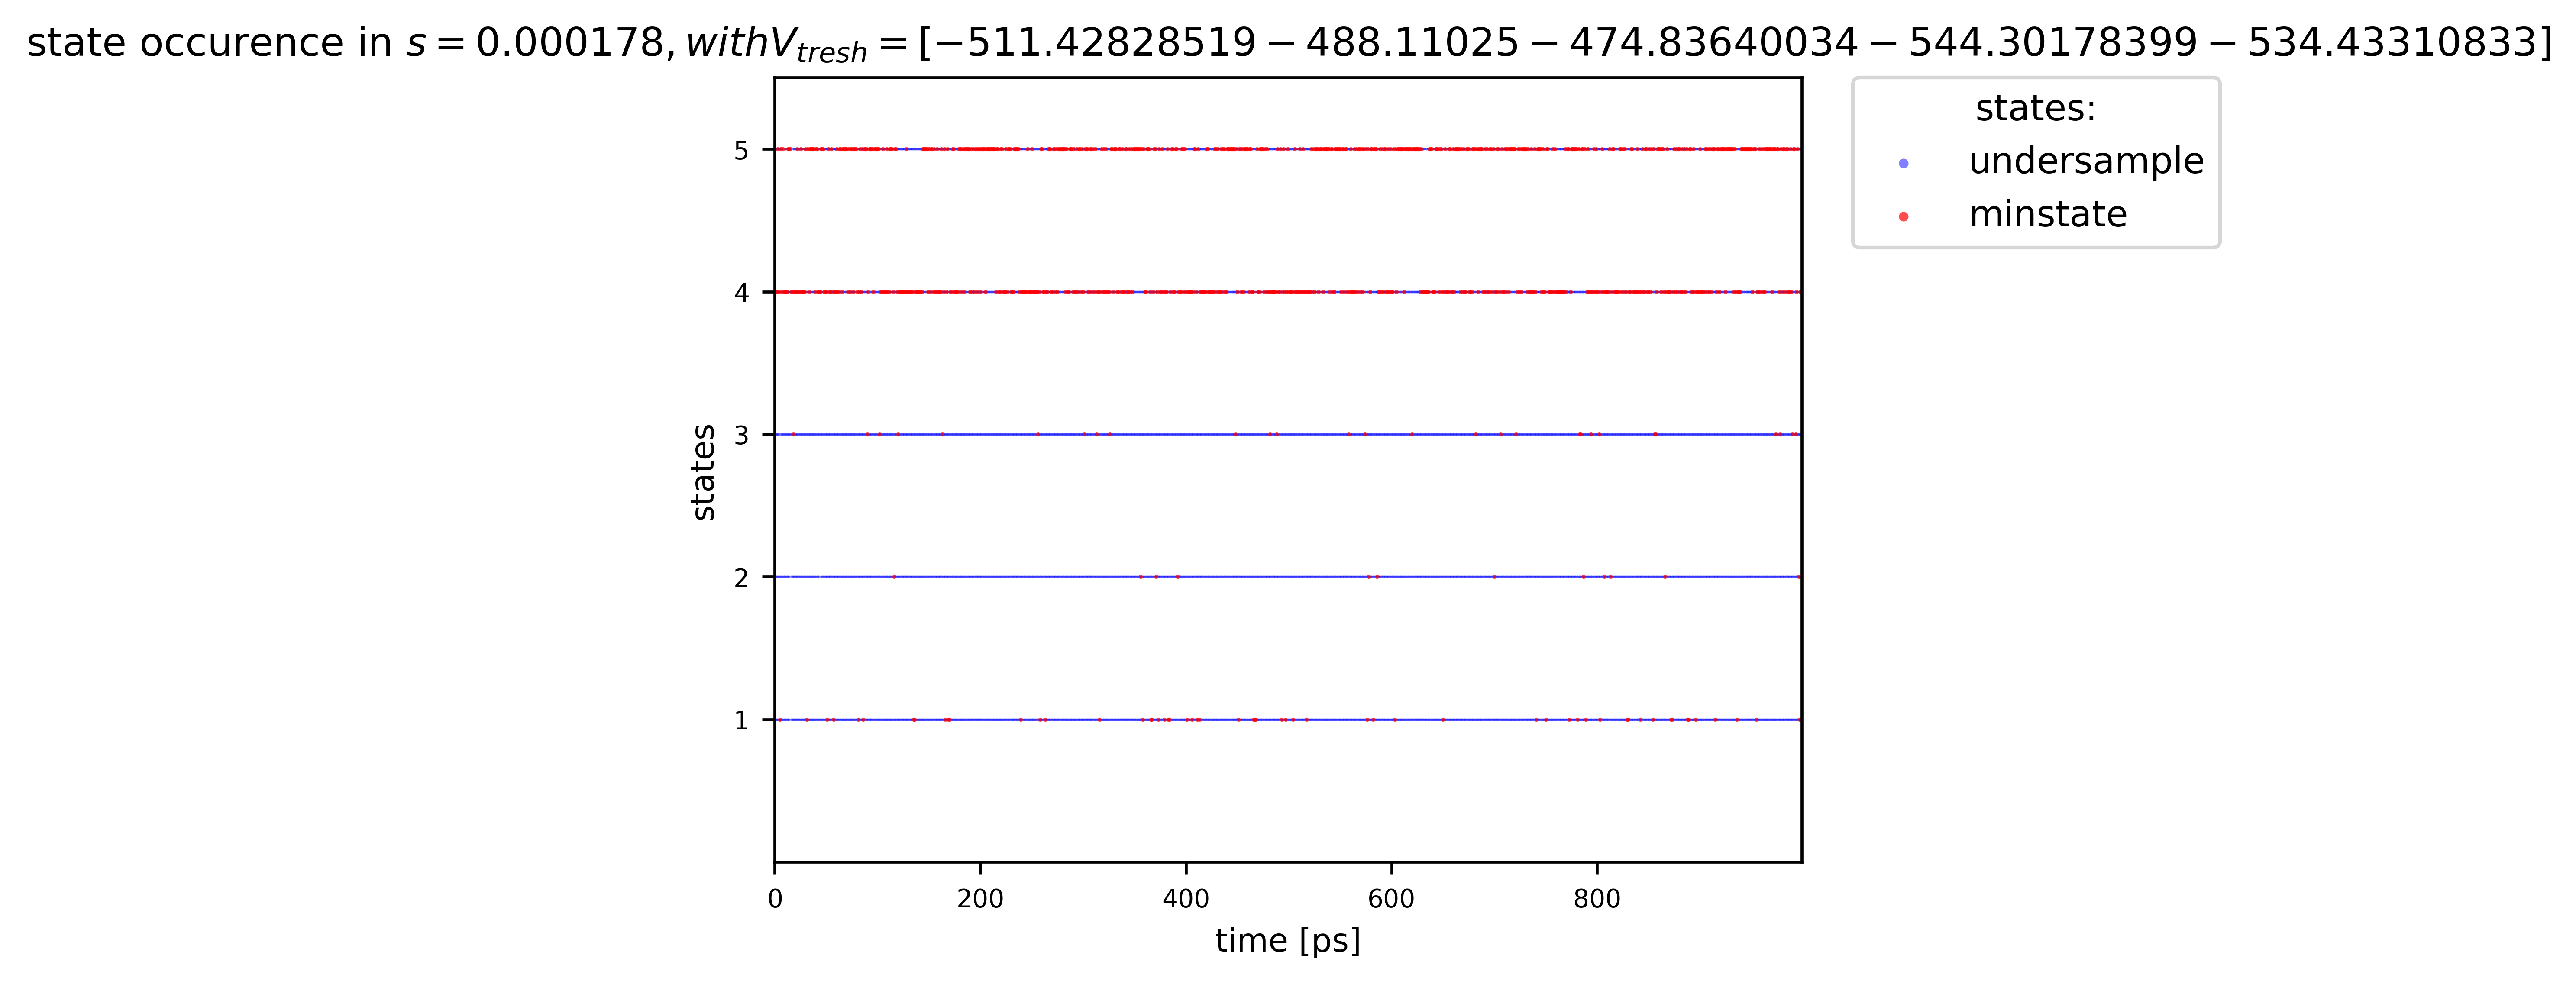 state occurence in s = 0.000178, withV_tresh = [−511.42828519 − 488.11025 − 474.83640034 − 544.30178399 − 534.43310833]
states:
undersample
minstate
5
4
3
2
1
states
0 200 400 600 800
time [ps]